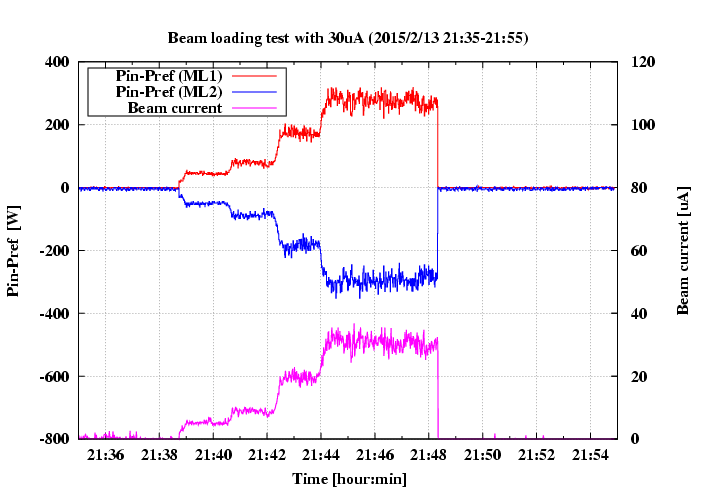 Beam loading test with 30uA (2015/2/13 21:35-21:55)
Pin-Pref (ML1)
Pin-Pref (ML2)
Beam current
400
200
0
-200
-400
-600
-800
Pin-Pref [W]
120
100
80
60
40
20
0
Beam current [uA]
21:36 21:38 21:40 21:42 21:44 21:46 21:48 21:50 21:52 21:54
Time [hour:min]